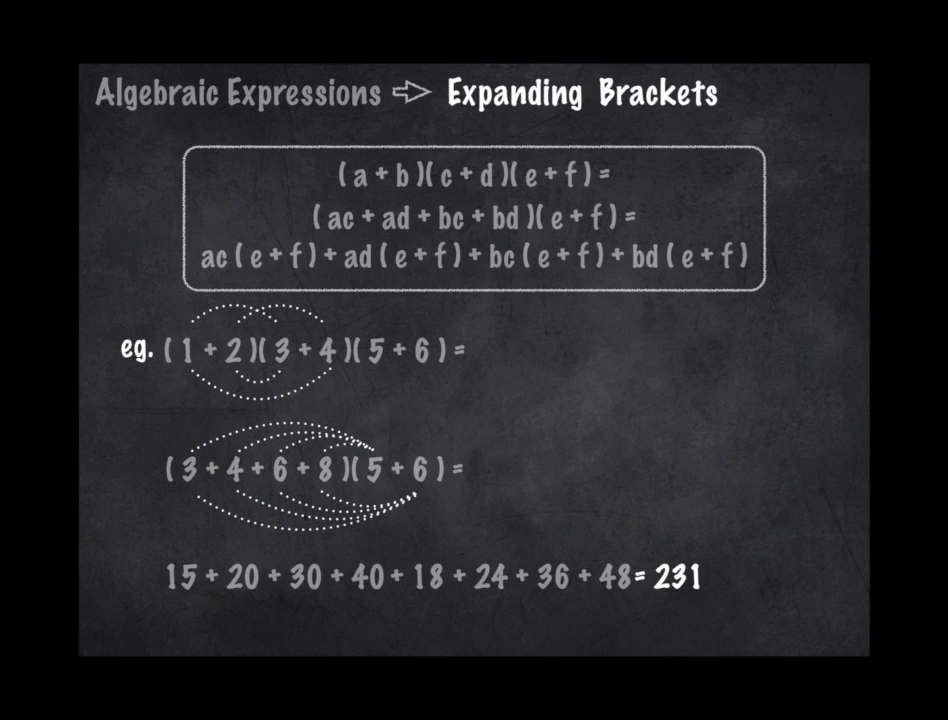 Algebraic Expressions ⇨ Expanding Brackets
( a + b )( c + d )( e + f ) =
( ac + ad + bc + bd )( e + f ) =
ac ( e + f ) + ad ( e + f ) + bc ( e + f ) + bd ( e + f )
eg. ( 1 + 2 )( 3 + 4 )( 5 + 6 ) =
( 3 + 4 + 6 + 8 )( 5 + 6 ) =
15 + 20 + 30 + 40 + 18 + 24 + 36 + 48 = 231